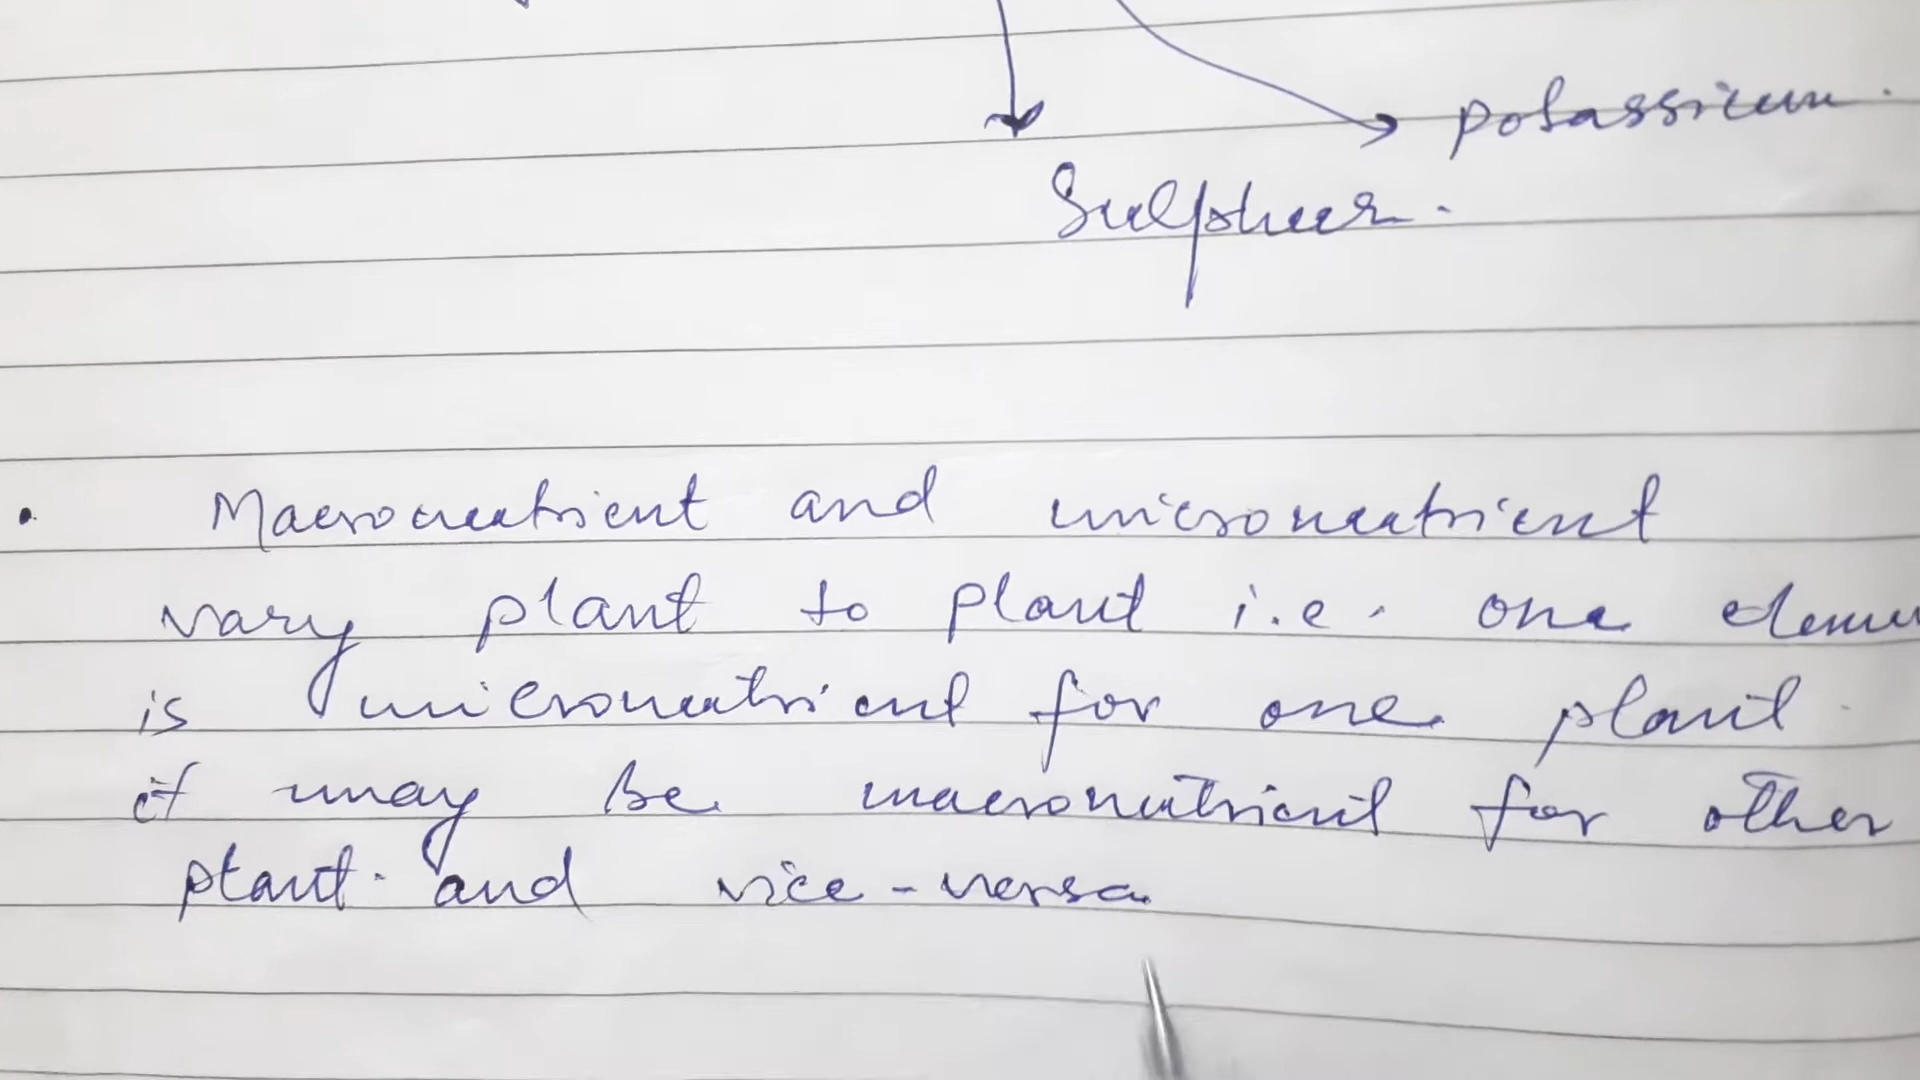 potassium.
Sulphur.
. Macronutrient and micronutrient
vary plant to plant i.e. one
is micronutrient for one plant
it may be macronutrient for other
plant. and vice-versa.